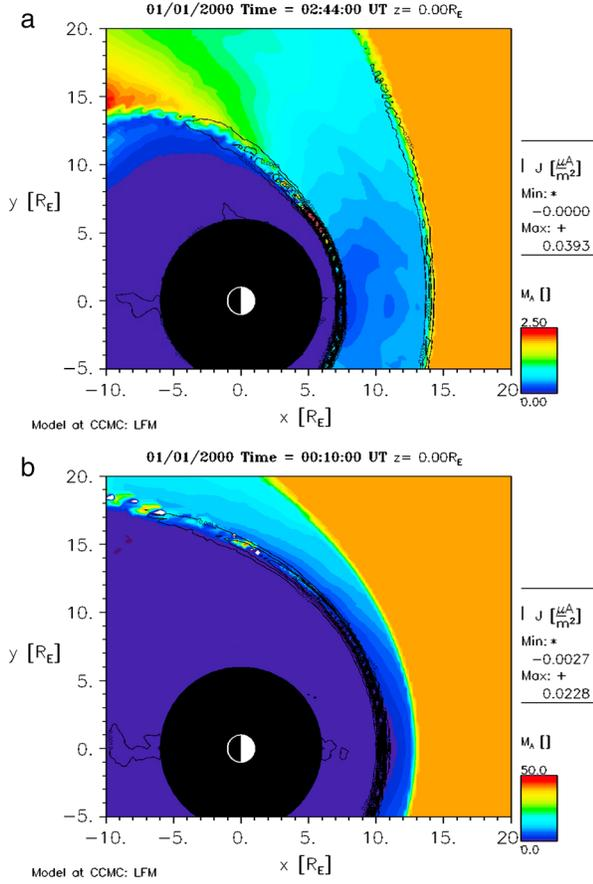 a
01/01/2000 Time = 02:44:00 UT z= 0.00R_E
20.
15.
10.
5.
0.
−5.
y [R_E]
−10. −5. 0. 5. 10. 15. 20
x [R_E]
Model at CCMC: LFM
| J [μA/m²]
Min: *
−0.0000
Max: +
0.0393
M_A []
2.50
0.00
b
01/01/2000 Time = 00:10:00 UT z= 0.00R_E
20.
15.
10.
5.
0.
−5.
y [R_E]
−10. −5. 0. 5. 10. 15. 20
x [R_E]
Model at CCMC: LFM
| J [μA/m²]
Min: *
−0.0027
Max: +
0.0228
M_A []
50.0
0.0